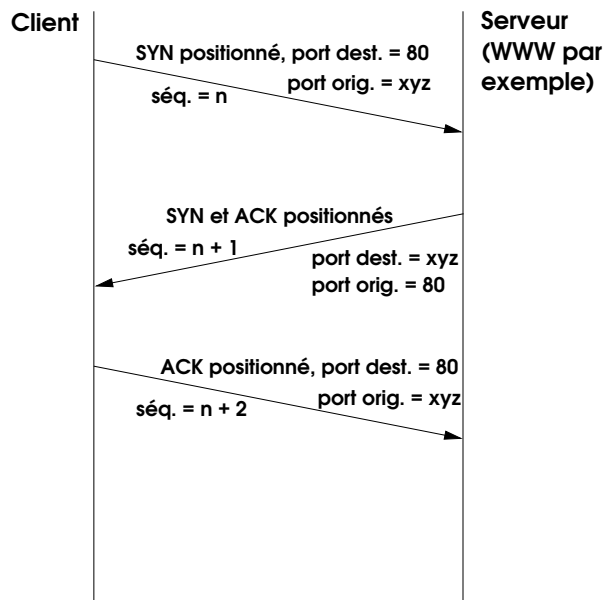 Client
Serveur
(WWW par
exemple)
SYN positionné, port dest. = 80
port orig. = xyz
séq. = n
SYN et ACK positionnés
séq. = n + 1
port dest. = xyz
port orig. = 80
ACK positionné, port dest. = 80
port orig. = xyz
séq. = n + 2